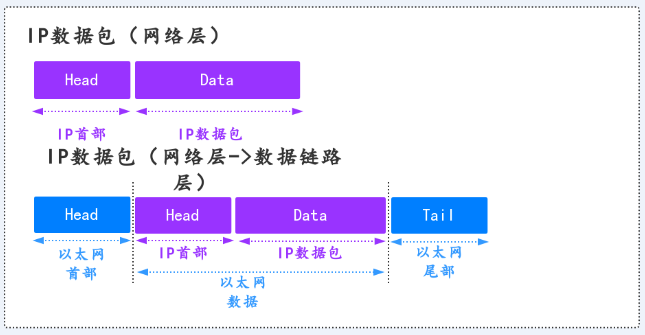 IP数据包（网络层）
Head Data
IP首部 IP数据包
IP数据包（网络层->数据链路
层）
Head Head Data Tail
以太网
首部
IP首部 IP数据包
以太网
尾部
以太网
数据